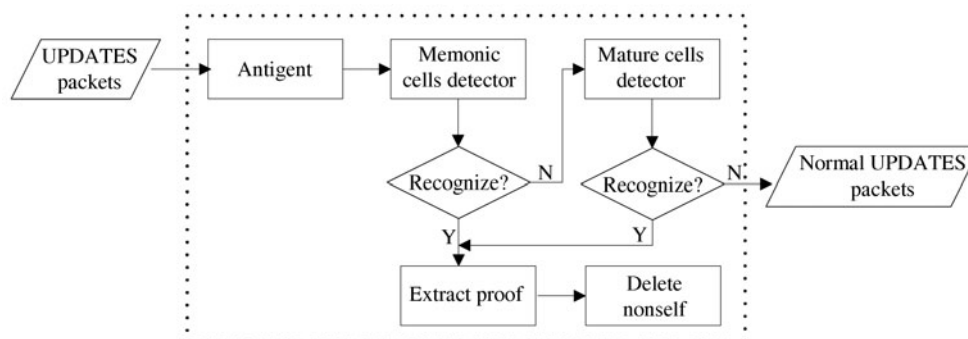 UPDATES
packets
Antigent
Memonic
cells detector
Mature cells
detector
Recognize?
N
Recognize?
N
Normal UPDATES
packets
Y
Y
Extract proof
Delete
nonself